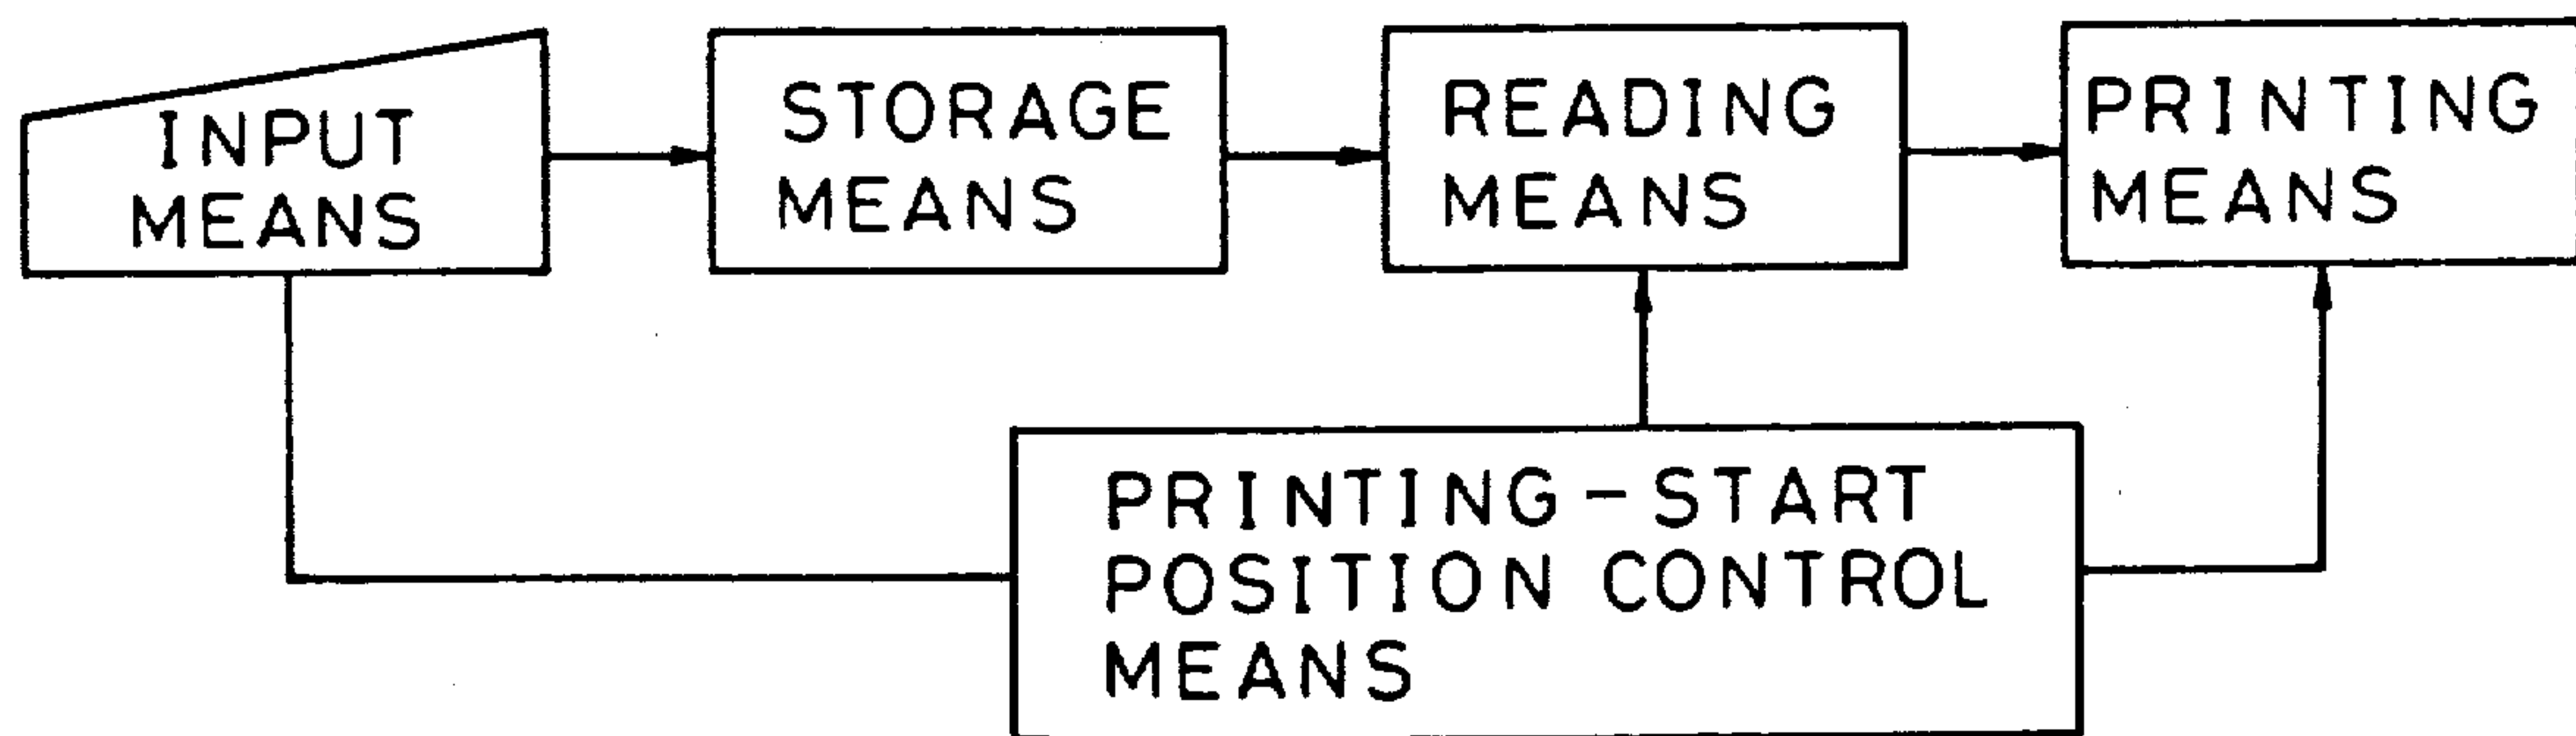 INPUT
MEANS
STORAGE
MEANS
READING
MEANS
PRINTING
MEANS
PRINTING-START
POSITION CONTROL
MEANS